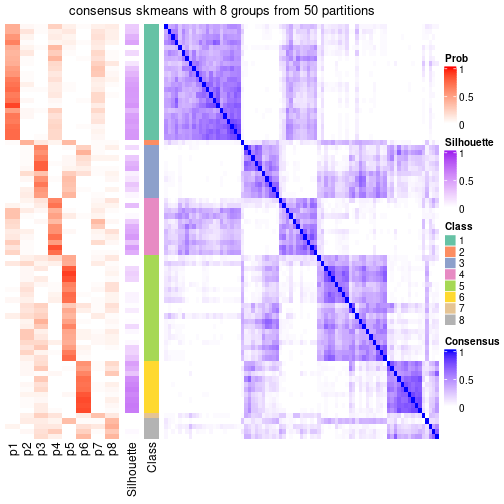 consensus skmeans with 8 groups from 50 partitions
Prob
1
0.5
0
Silhouette
1
0.5
0
Class
1
2
3
4
5
6
7
8
Consensus
1
0.5
0
p1
p2
p3
p4
p5
p6
p7
p8
Silhouette
Class